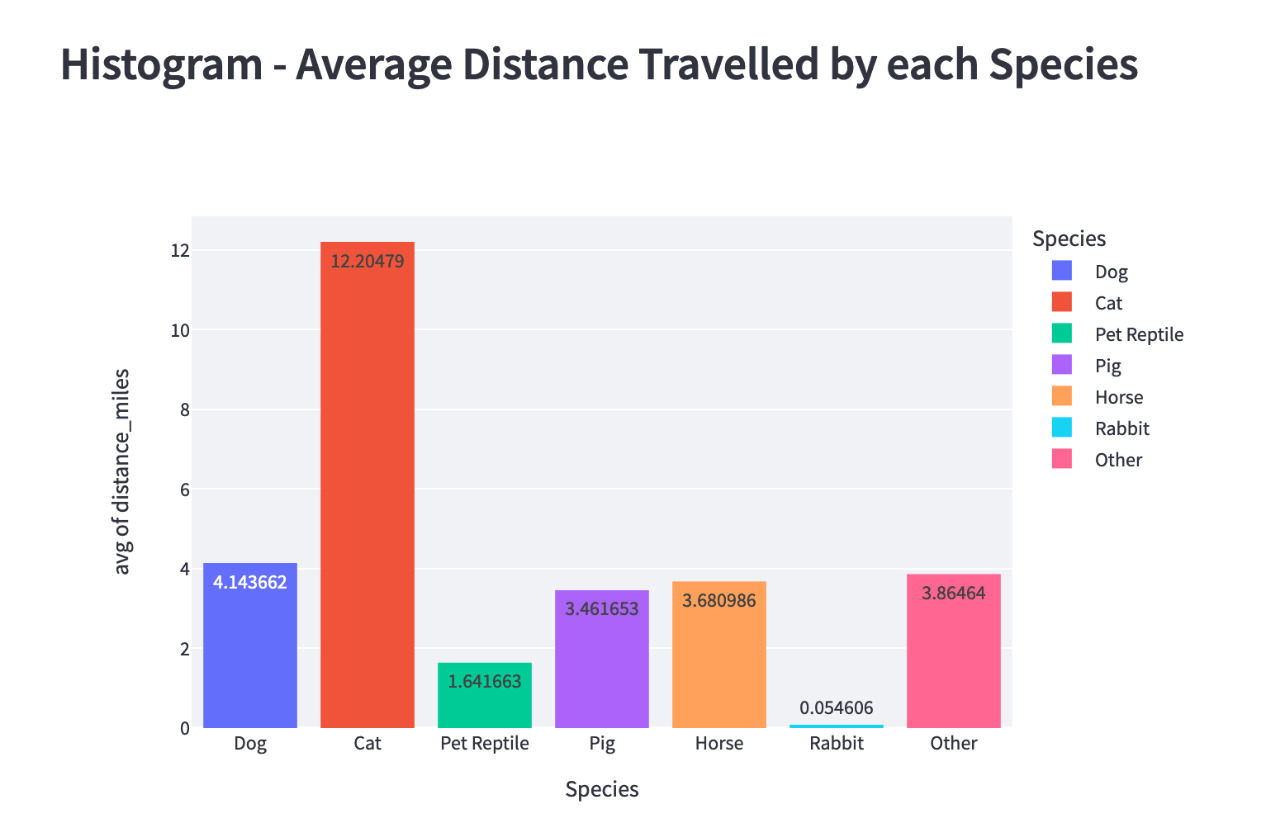 Histogram - Average Distance Travelled by each Species
avg of distance_miles
12
10
8
6
4
2
0
4.143662
12.20479
1.641663
3.461653
3.680986
0.054606
3.86464
Dog
Cat
Pet Reptile
Pig
Horse
Rabbit
Other
Species
Species
Dog
Cat
Pet Reptile
Pig
Horse
Rabbit
Other